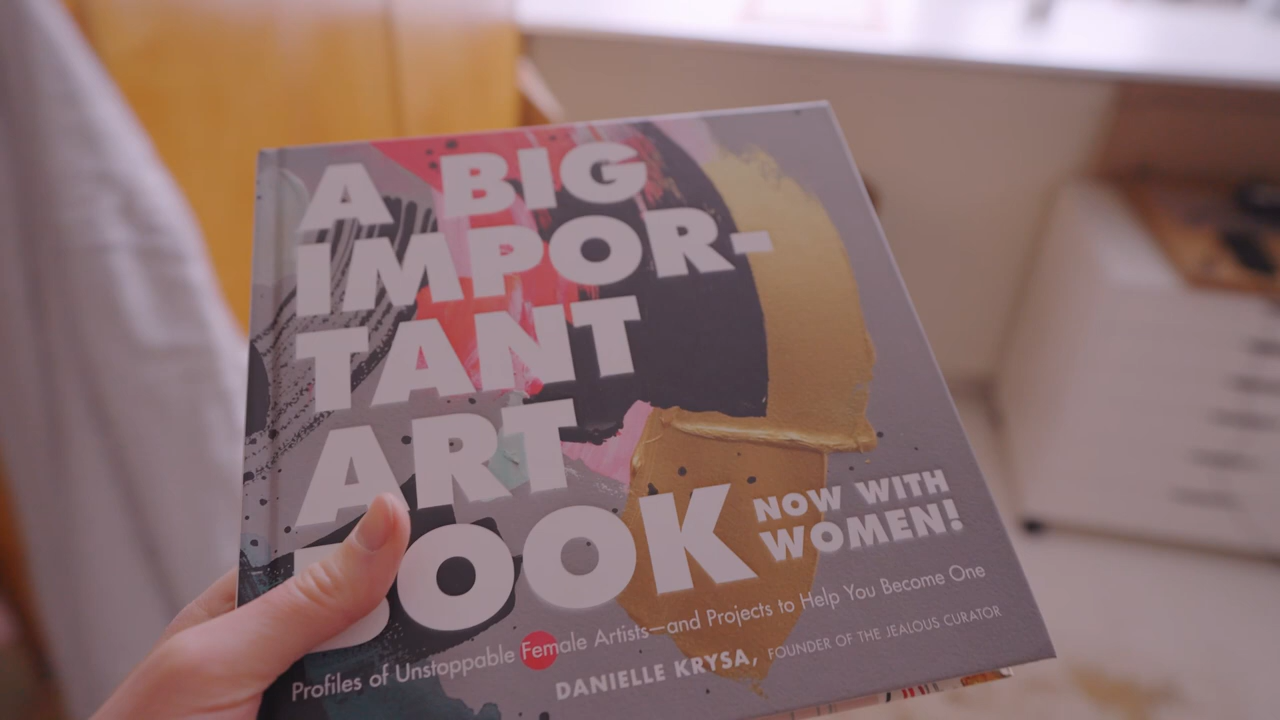 A BIG
IMPOR-
TANT
ART
BOOK
NOW WITH
WOMEN!
Profiles of Unstoppable Female Artists—and Projects to Help You Become One
DANIELLE KRYSA, FOUNDER OF THE JEALOUS CURATOR